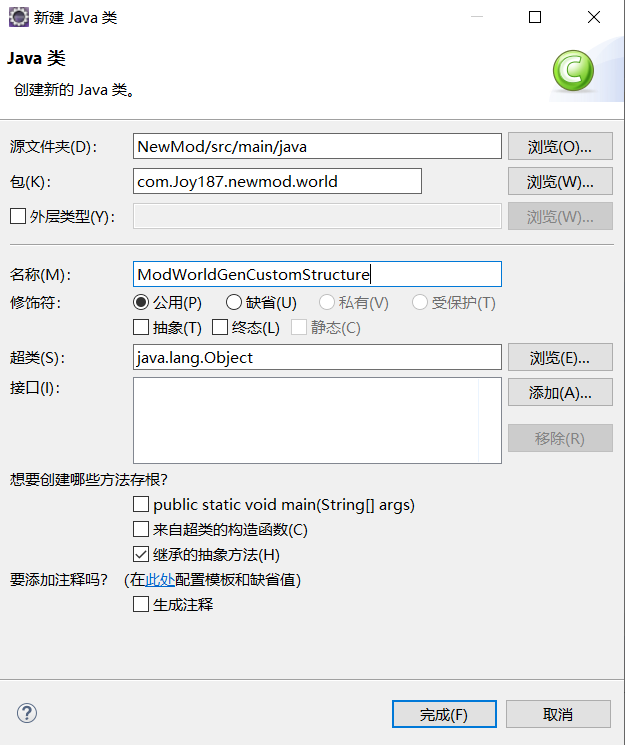 新建 Java 类
Java 类
创建新的 Java 类。
源文件夹(D): NewMod/src/main/java 浏览(O)...
包(K): com.Joy187.newmod.world 浏览(W)...
外层类型(Y): 浏览(W)...
名称(M): ModWorldGenCustomStructure
修饰符: 公用(P) 缺省(U) 私有(V) 受保护(T)
抽象(T) 终态(L) 静态(C)
超类(S): java.lang.Object 浏览(E)...
接口(I): 添加(A)...
移除(R)
想要创建哪些方法存根?
public static void main(String[] args)
来自超类的构造函数(C)
继承的抽象方法(H)
要添加注释吗? (在此处配置模板和缺省值)
生成注释
完成(F) 取消